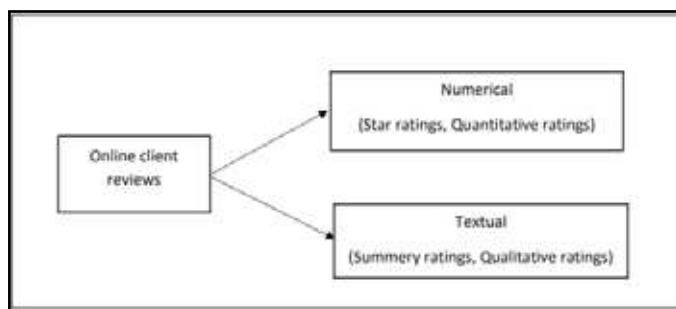 Numerical
(Star ratings, Quantitative ratings)
Online client
reviews
Textual
(Summery ratings, Qualitative ratings)